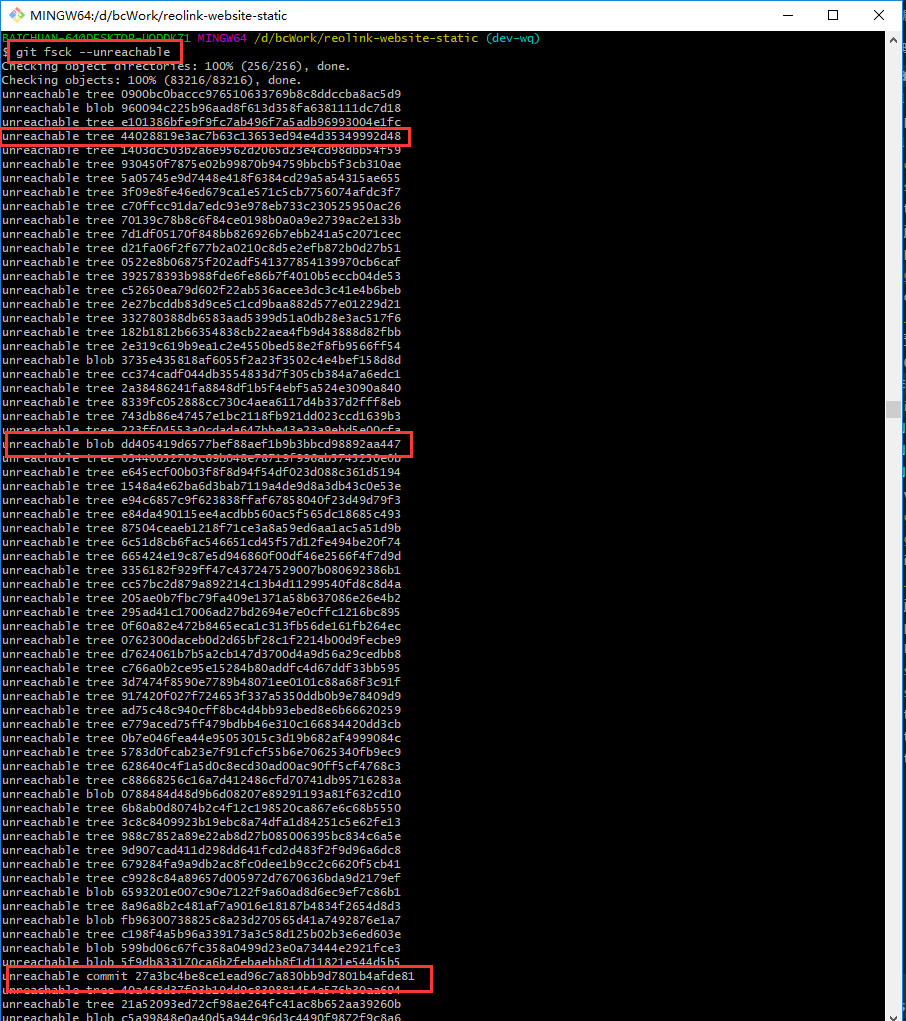 MINGW64:/d/bcWork/reolink-website-static
BAICHUAN-64@DESKTOP-UODDKZ1 MINGW64 /d/bcWork/reolink-website-static (dev-wq)
$ git fsck --unreachable
Checking object directories: 100% (256/256), done.
Checking objects: 100% (83216/83216), done.
unreachable tree 0900bc0baccc976510633769b8c8ddccba8ac5d9
unreachable blob 960094c225b96aad8f613d358fa6381111dc7d18
unreachable tree e101386bfe9f9fc7ab496f7a5adb96993004e1fc
unreachable tree 44028819e3ac7b63c13653ed94e4d35349992d48
unreachable tree 1403dc503b2a6e9562d2065d23e4cd98dbb54f59
unreachable tree 930450f7875e02b99870b94759bbcb5f3cb310ae
unreachable tree 5a05745e9d7448e418f6384cd29a5a54315ae655
unreachable tree 3f09e8fe46ed679ca1e571c5cb7756074afdc3f7
unreachable tree c70ffcc91da7edc93e978eb733c230525950ac26
unreachable tree 70139c78b8c6f84ce0198b0a0a9e2739ac2e133b
unreachable tree 7d1df05170f848bb826926b7ebb241a5c2071cec
unreachable tree d21fa06f2f677b2a0210c8d5e2efb872b0d27b51
unreachable tree 0522e8b06875f202adf541377854139970cb6caf
unreachable tree 392578393b988fde6fe86b7f4010b5eccb04de53
unreachable tree c52650ea79d602f22ab536acee3dc3c41e4b6beb
unreachable tree 2e27bcddb83d9ce5c1cd9baa882d577e01229d21
unreachable tree 332780388db6583aad5399d51a0db28e3ac517f6
unreachable tree 182b1812b66354838cb22aea4fb9d43888d82fbb
unreachable tree 2e319c619b9ea1c2e4550bed58e2f8fb9566ff54
unreachable blob 3735e435818af6055f2a23f3502c4e4bef158d8d
unreachable tree cc374cadf044db3554833d7f305cb384a7a6edc1
unreachable tree 2a38486241fa8848df1b5f4ebf5a524e3090a840
unreachable tree 8339fc052888cc730c4aea6117d4b337d2fff8eb
unreachable tree 743db86e47457e1bc2118fb921dd023ccd1639b3
unreachable tree 223ff04553a0cdada647bbe43e23a9ebd5e00cfa
unreachable blob dd405419d6577bef88aef1b9b3bbcd98892aa447
unreachable tree
unreachable tree e645ecf00b03f8f8d94f54df023d088c361d5194
unreachable tree 1548a4e62ba6d3bab7119a4de9d8a3db43c0e53e
unreachable tree e94c6857c9f623838ffaf67858040f23d49d79f3
unreachable tree e84da490115ee4acdbb560ac5f565dc18685c493
unreachable tree 87504ceaeb1218f71ce3a8a59ed6aa1ac5a51d9b
unreachable tree 6c51d8cb6fac546651cd45f57d12fe494be20f74
unreachable tree 665424e19c87e5d946860f00df46e2566f4f7d9d
unreachable tree 3356182f929ff47c437247529007b080692386b1
unreachable tree cc57bc2d879a892214c13b4d11299540fd8c8d4a
unreachable tree 205ae0b7fbc79fa409e1371a58b637086e26e4b2
unreachable tree 295ad41c17006ad27bd2694e7e0cffc1216bc895
unreachable tree 0f60a82e472b8465eca1c313fb56de161fb264ec
unreachable tree 0762300daceb0d2d65bf28c1f2214b00d9fecbe9
unreachable tree d7624061b7b5a2cb147d3700d4a9d56a29cedbb8
unreachable tree c766a0b2ce95e15284b80addfc4d67ddf33bb595
unreachable tree 3d7474f8590e7789b48071ee0101c88a68f3c91f
unreachable tree 917420f027f724653f337a5350ddb0b9e78409d9
unreachable tree ad75c48c940cff8bc4d4bb93ebed8e6b66620259
unreachable tree e779aced75ff479bdbb46e310c166834420dd3cb
unreachable tree 0b7e046fea44e95053015c3d19b682af4999084c
unreachable tree 5783d0fcab23e7f91cfcf55b6e70625340fb9ec9
unreachable tree 628640c4f1a5d0c8ecd30ad00ac90ff5cf4768c3
unreachable tree c88668256c16a7d412486cfd70741db95716283a
unreachable blob 0788484d48d9b6d08207e89291193a81f632cd10
unreachable tree 6b8ab0d8074b2c4f12c198520ca867e6c68b5550
unreachable tree 3c8c8409923b19ebc8a74dfa1d84251c5e62fe13
unreachable tree 988c7852a89e22ab8d27b085006395bc834c6a5e
unreachable tree 9d907cad411d298dd641fcd2d483f2f9d96a6dc8
unreachable tree 679284fa9a9db2ac8fc0dee1b9cc2c6620f5cb41
unreachable tree c9928c84a89657d005972d7670636bda9d2179ef
unreachable blob 6593201e007c90e7122f9a60ad8d6ec9ef7c86b1
unreachable tree 8a96a8b2c481af7a9016e18187b4834f2654d8d3
unreachable blob fb96300738825c8a23d270565d41a7492876e1a7
unreachable tree c198f4a5b96a339173a3c58d125b02b3e6ed603e
unreachable blob 599bd06c67fc358a0499d23e0a73444e2921fce3
unreachable blob 5f9db833170ca6b2febaebb8f1d11821e544d5b5
unreachable commit 27a3bc4be8ce1ead96c7a830bb9d7801b4afde81
unreachable tree
unreachable tree 21a52093ed72cf98ae264fc41ac8b652aa39260b
unreachable blob c5a99848e0a40d5a944c96d3c4490f9872f9c8a6